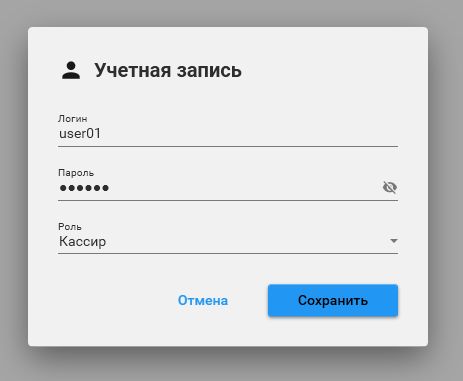 Учетная запись
Логин
user01
Пароль
●●●●●●
Роль
Кассир
Отмена
Сохранить